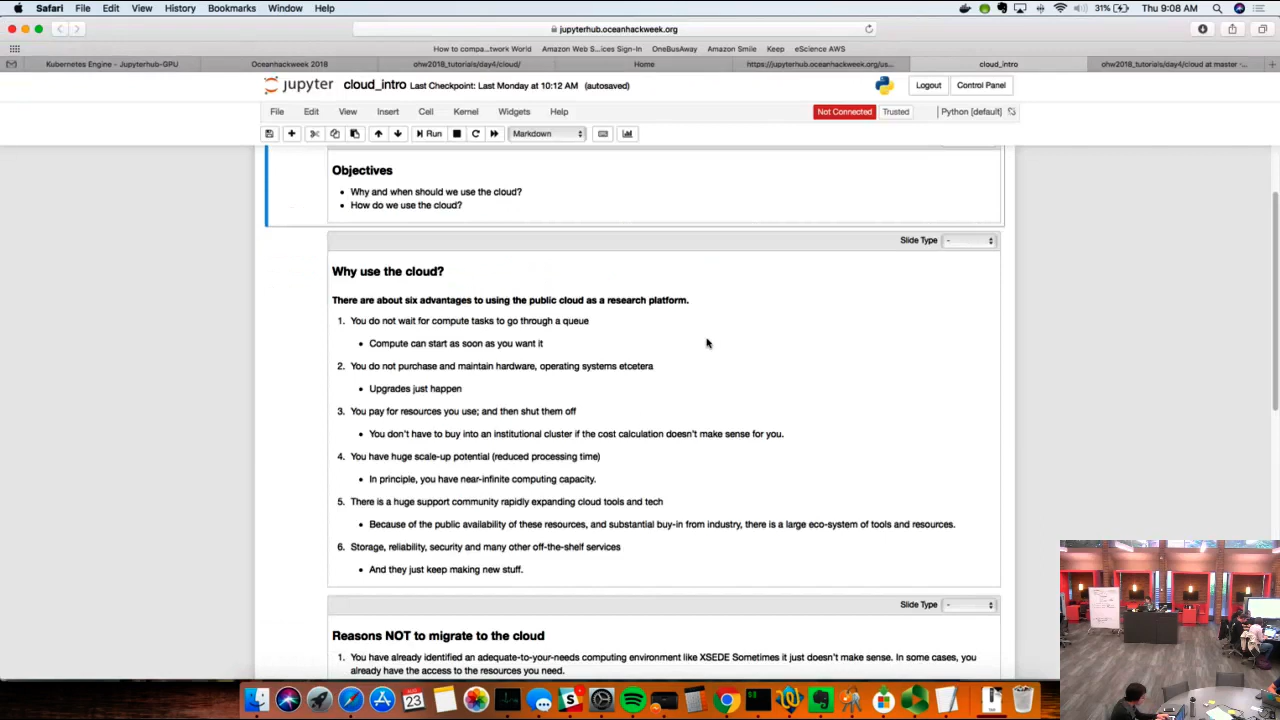 Safari File Edit View History Bookmarks Window Help 31% Thu 9:08 AM
jupyterhub.oceanhackweek.org
How to compa...twork World Amazon Web S...ices Sign-In OneBusAway Amazon Smile Keep eScience AWS
Kubernetes Engine - Jupyterhub-GPU Oceanhackweek 2018 ohw2018_tutorials/day4/cloud/ Home https://jupyterhub.oceanhackweek.org/us... cloud_intro ohw2018_tutorials/day4/cloud at master ·...
jupyter cloud_intro Last Checkpoint: Last Monday at 10:12 AM (autosaved) Logout Control Panel
File Edit View Insert Cell Kernel Widgets Help Not Connected Trusted Python [default]
Run Markdown
Objectives
• Why and when should we use the cloud?
• How do we use the cloud?
Slide Type -
Why use the cloud?
There are about six advantages to using the public cloud as a research platform.
1. You do not wait for compute tasks to go through a queue
• Compute can start as soon as you want it
2. You do not purchase and maintain hardware, operating systems etcetera
• Upgrades just happen
3. You pay for resources you use; and then shut them off
• You don't have to buy into an institutional cluster if the cost calculation doesn't make sense for you.
4. You have huge scale-up potential (reduced processing time)
• In principle, you have near-infinite computing capacity.
5. There is a huge support community rapidly expanding cloud tools and tech
• Because of the public availability of these resources, and substantial buy-in from industry, there is a large eco-system of tools and resources.
6. Storage, reliability, security and many other off-the-shelf services
• And they just keep making new stuff.
Slide Type -
Reasons NOT to migrate to the cloud
1. You have already identified an adequate-to-your-needs computing environment like XSEDE Sometimes it just doesn't make sense. In some cases, you
already have the access to the resources you need.
AUG
23